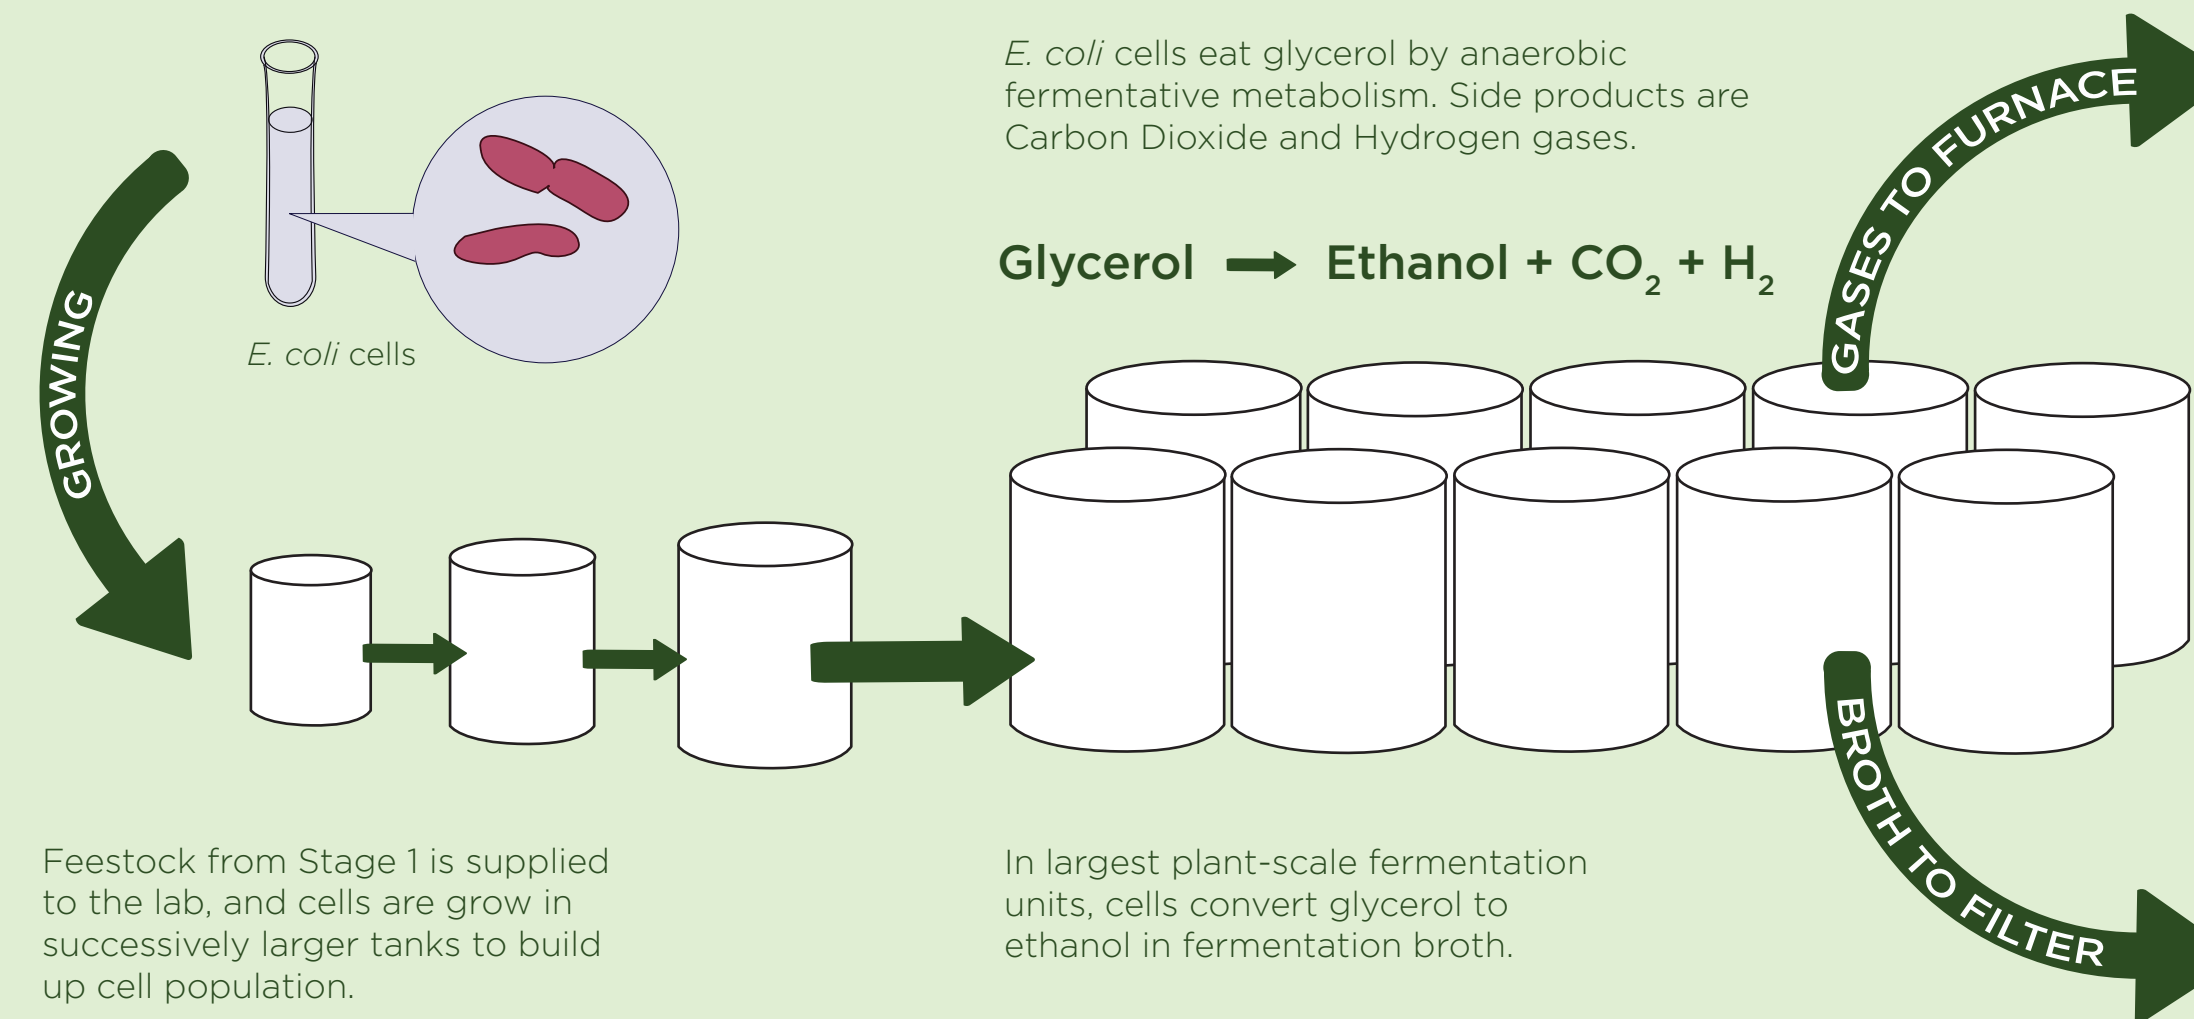 E. coli cells eat glycerol by anaerobic
fermentative metabolism. Side products are
Carbon Dioxide and Hydrogen gases.
GASES TO FURNACE
Glycerol → Ethanol + CO₂ + H₂
GROWING
E. coli cells
BROTH TO FILTER
Feestock from Stage 1 is supplied
to the lab, and cells are grow in
successively larger tanks to build
up cell population.
In largest plant-scale fermentation
units, cells convert glycerol to
ethanol in fermentation broth.